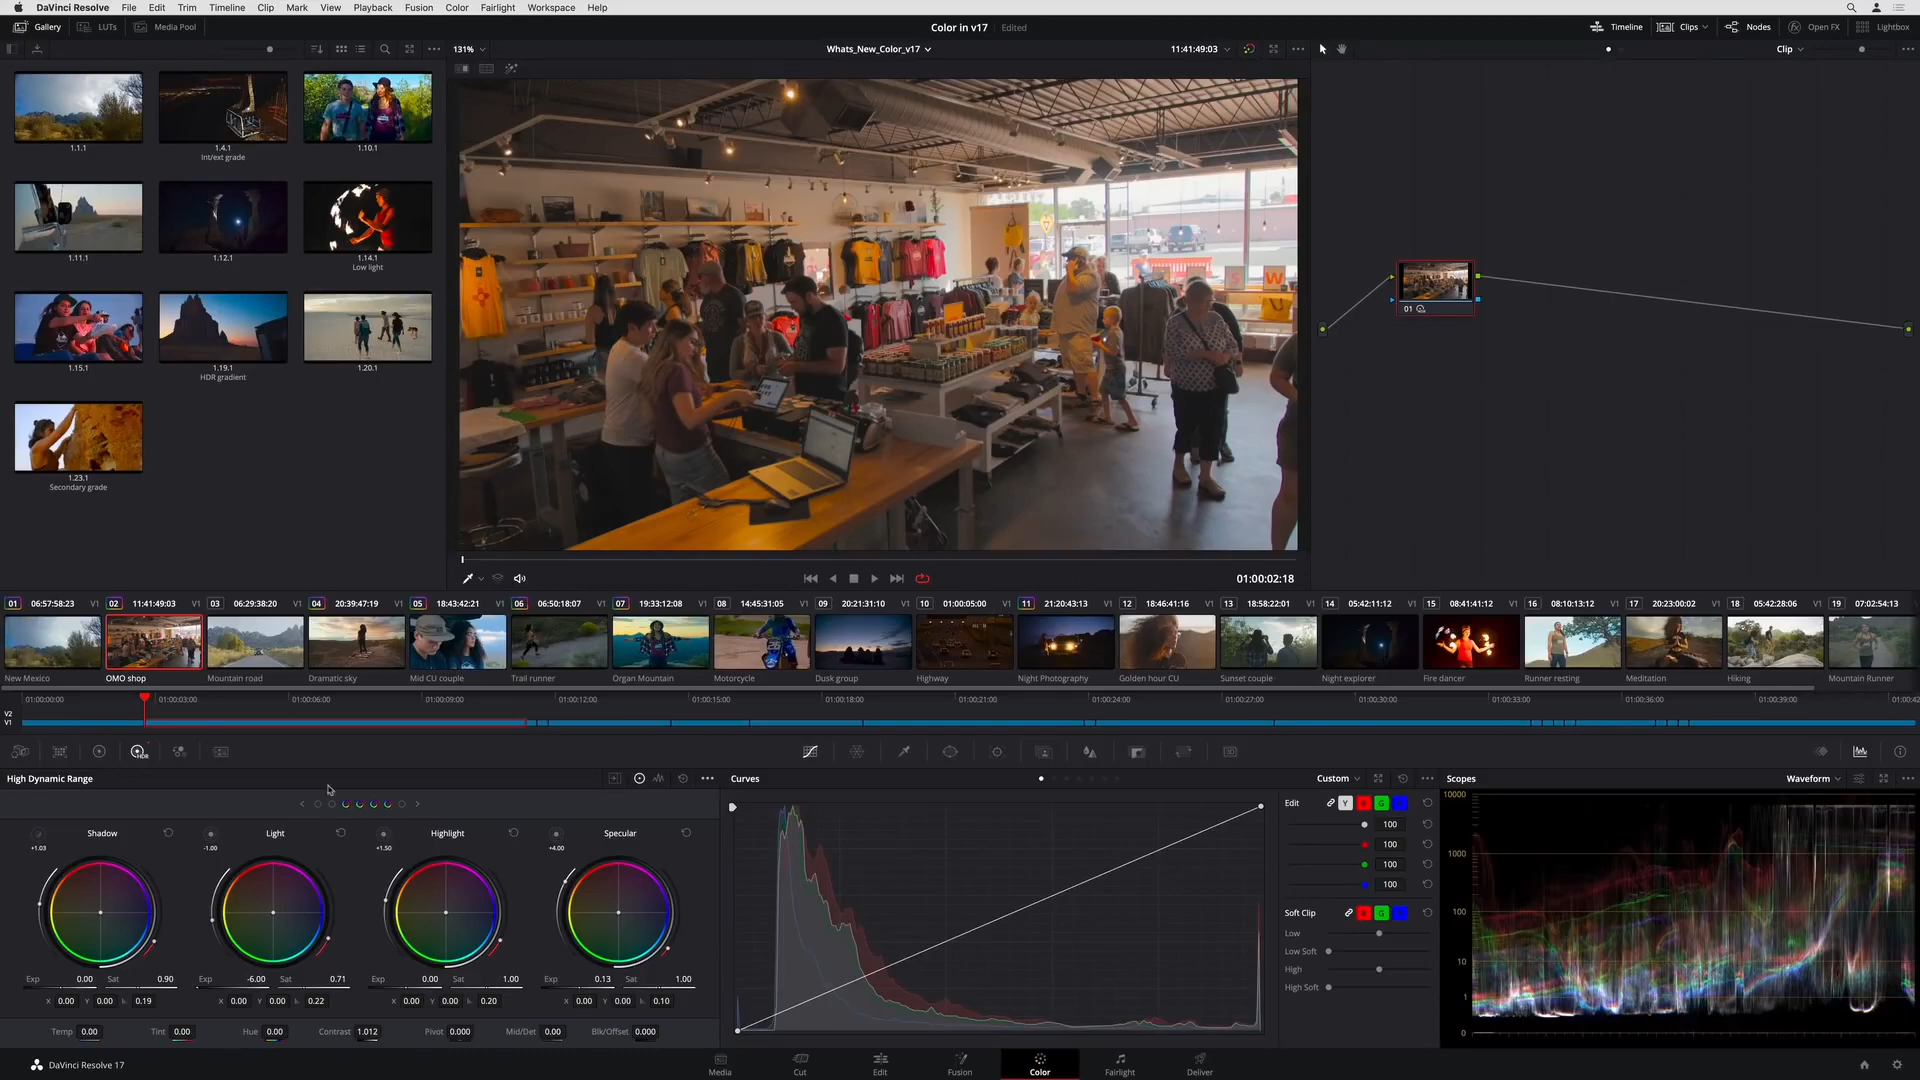 DaVinci Resolve File Edit Trim Timeline Clip Mark View Playback Fusion Color Fairlight Workspace Help
Gallery LUTs Media Pool Color in v17 Edited Timeline Clips Nodes Open FX Lightbox
131% Whats_New_Color_v17 11:41:49:03 Clip
1.1.1
1.4.1
Int/ext grade
1.10.1
1.11.1
1.12.1
1.14.1
Low light
1.15.1
1.19.1
HDR gradient
1.20.1
1.23.1
Secondary grade
S W
01
01:00:02:18
01 06:57:58:23 V1 02 11:41:49:03 V1 03 06:29:38:20 V1 04 20:39:47:19 V1 05 18:43:42:21 V1 06 06:50:18:07 V1 07 19:33:12:08 V1 08 14:45:31:05 V1 09 20:21:31:10 V1 10 01:00:05:00 V1 11 21:20:43:13 V1 12 18:46:41:16 V1 13 18:58:22:01 V1 14 05:42:11:12 V1 15 08:41:41:12 V1 16 08:10:13:12 V1 17 20:23:00:02 V1 18 05:42:28:06 V1 19 07:02:54:13 V1
New Mexico OMO shop Mountain road Dramatic sky Mid CU couple Trail runner Organ Mountain Motorcycle Dusk group Highway Night Photography Golden hour CU Sunset couple Night explorer Fire dancer Runner resting Meditation Hiking Mountain Runner
01:00:00:00 01:00:03:00 01:00:06:00 01:00:09:00 01:00:12:00 01:00:15:00 01:00:18:00 01:00:21:00 01:00:24:00 01:00:27:00 01:00:30:00 01:00:33:00 01:00:36:00 01:00:39:00 01:00:42
V2
V1
HDR 3D
High Dynamic Range
Shadow Light Highlight Specular
+1.03 -1.00 +1.50 +4.00
Exp 0.00 Sat 0.90 Exp -6.00 Sat 0.71 Exp 0.00 Sat 1.00 Exp 0.13 Sat 1.00
X 0.00 Y 0.00 0.19 X 0.00 Y 0.00 0.22 X 0.00 Y 0.00 0.20 X 0.00 Y 0.00 0.10
Temp 0.00 Tint 0.00 Hue 0.00 Contrast 1.012 Pivot 0.000 Mid/Det 0.00 Blk/Offset 0.000
Curves Custom
Edit Y R G B
100
100
100
100
Soft Clip R G B
Low
Low Soft
High
High Soft
Scopes Waveform
10000
1000
100
10
1
0
DaVinci Resolve 17
Media Cut Edit Fusion Color Fairlight Deliver